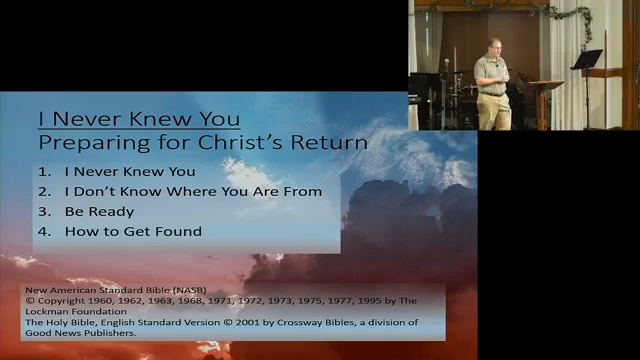 I Never Knew You
Preparing for Christ's Return
1. I Never Knew You
2. I Don't Know Where You Are From
3. Be Ready
4. How to Get Found
New American Standard Bible (NASB)
© Copyright 1960, 1962, 1963, 1968, 1971, 1972, 1973, 1975, 1977, 1995 by The
Lockman Foundation
The Holy Bible, English Standard Version © 2001 by Crossway Bibles, a division of
Good News Publishers.